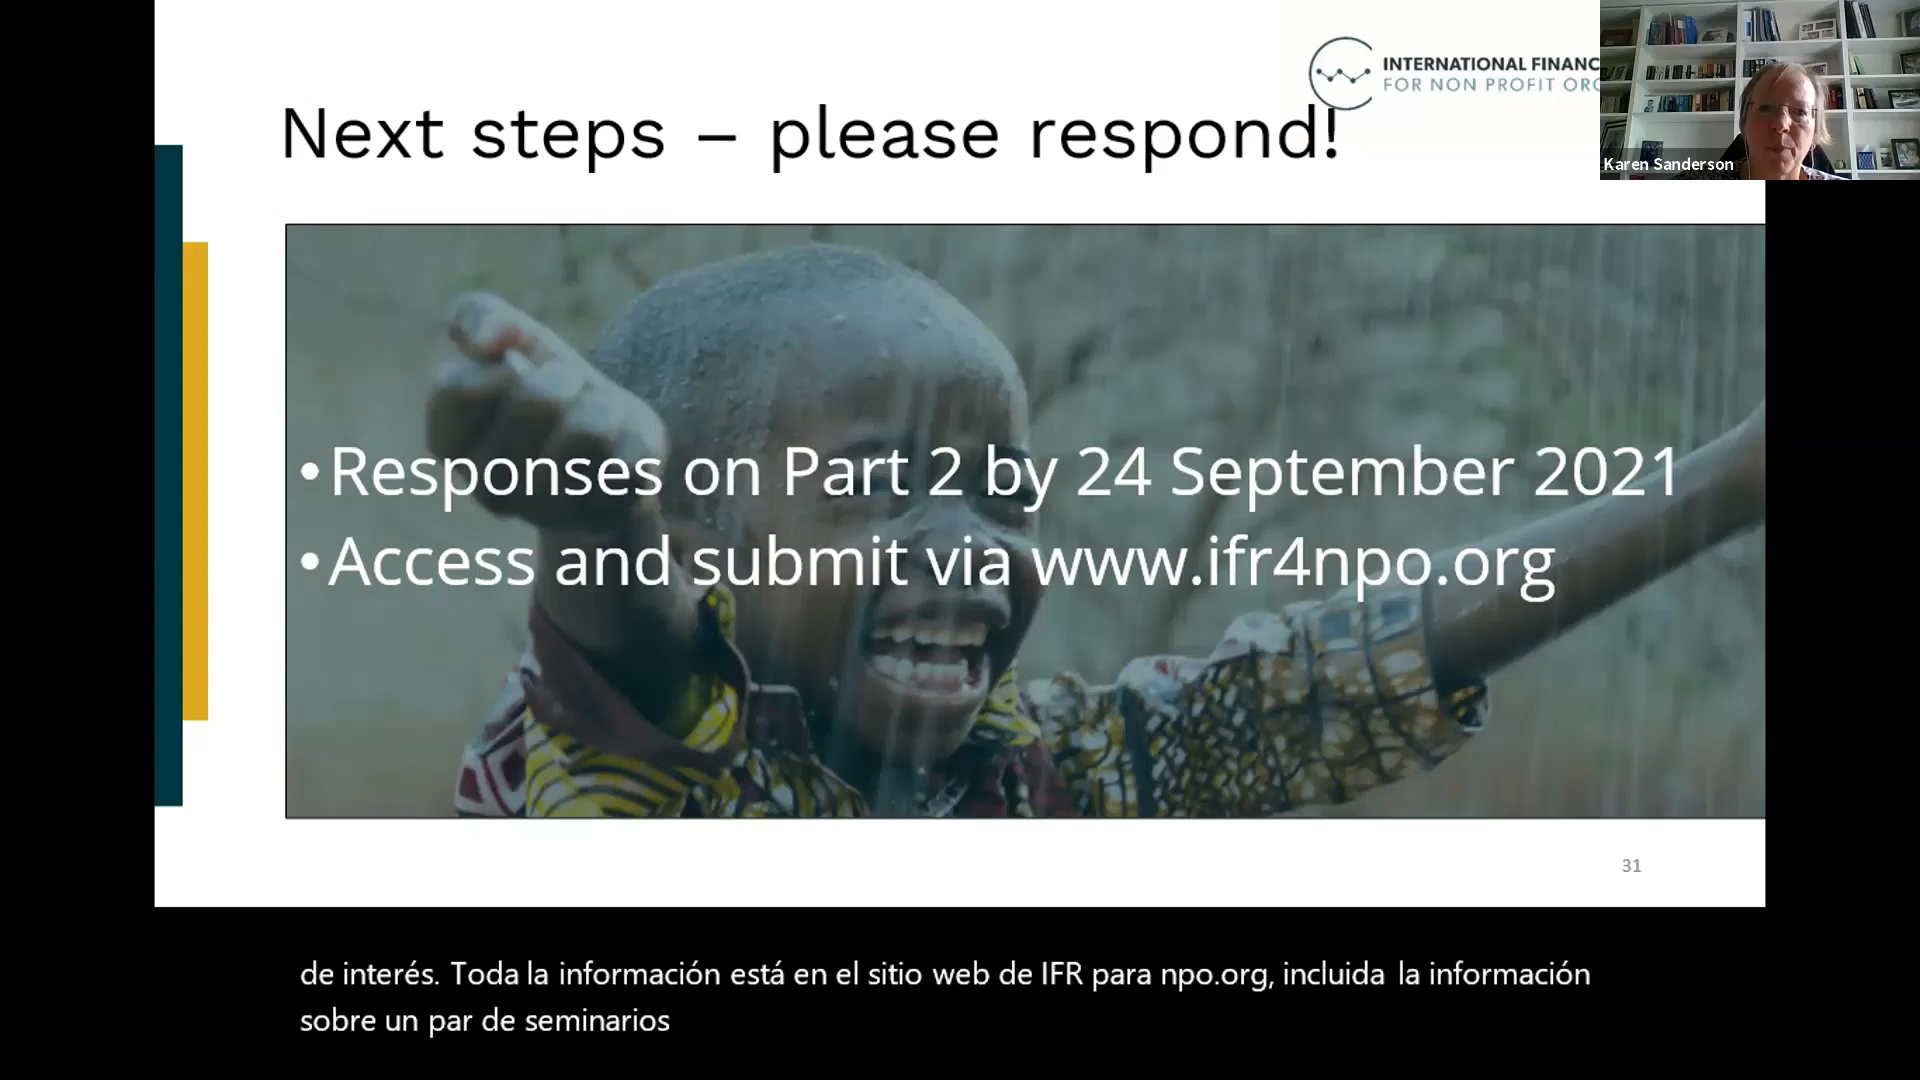 INTERNATIONAL FINANC
FOR NON PROFIT
Next steps – please respond!
Karen Sanderson
•Responses on Part 2 by 24 September 2021
•Access and submit via www.ifr4npo.org
31
de interés. Toda la información está en el sitio web de IFR para npo.org, incluida la información
sobre un par de seminarios